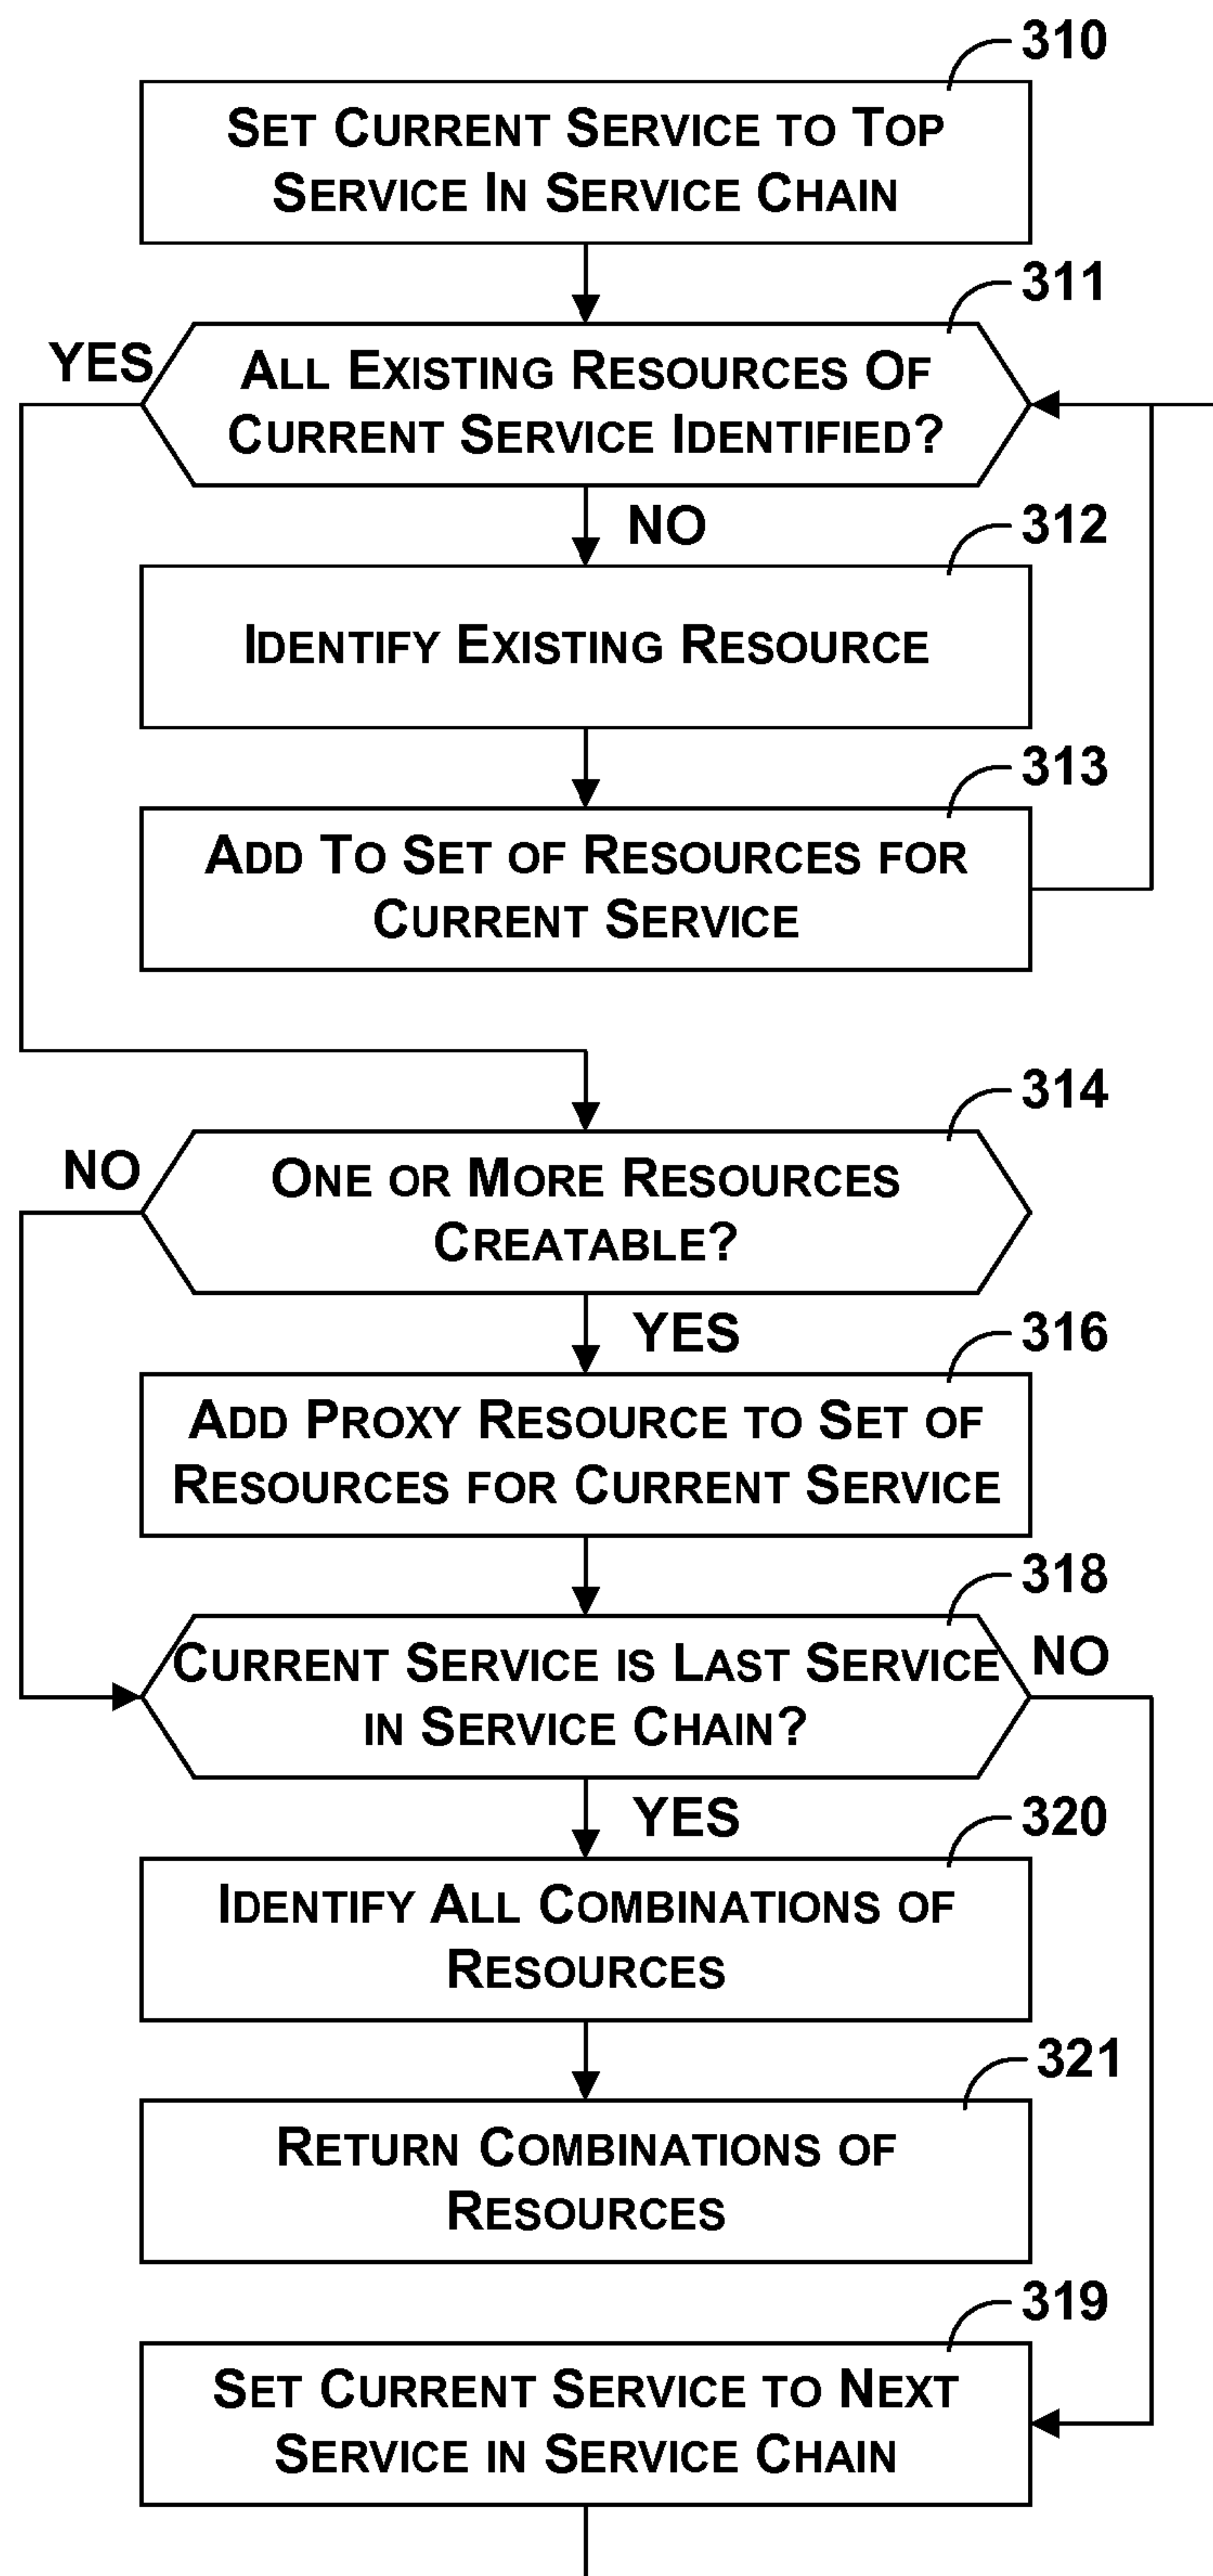 310
SET CURRENT SERVICE TO TOP
SERVICE IN SERVICE CHAIN
311
YES
ALL EXISTING RESOURCES OF
CURRENT SERVICE IDENTIFIED?
NO
312
IDENTIFY EXISTING RESOURCE
313
ADD TO SET OF RESOURCES FOR
CURRENT SERVICE
314
NO
ONE OR MORE RESOURCES
CREATABLE?
YES
316
ADD PROXY RESOURCE TO SET OF
RESOURCES FOR CURRENT SERVICE
318
CURRENT SERVICE IS LAST SERVICE
IN SERVICE CHAIN?
NO
YES
320
IDENTIFY ALL COMBINATIONS OF
RESOURCES
321
RETURN COMBINATIONS OF
RESOURCES
319
SET CURRENT SERVICE TO NEXT
SERVICE IN SERVICE CHAIN